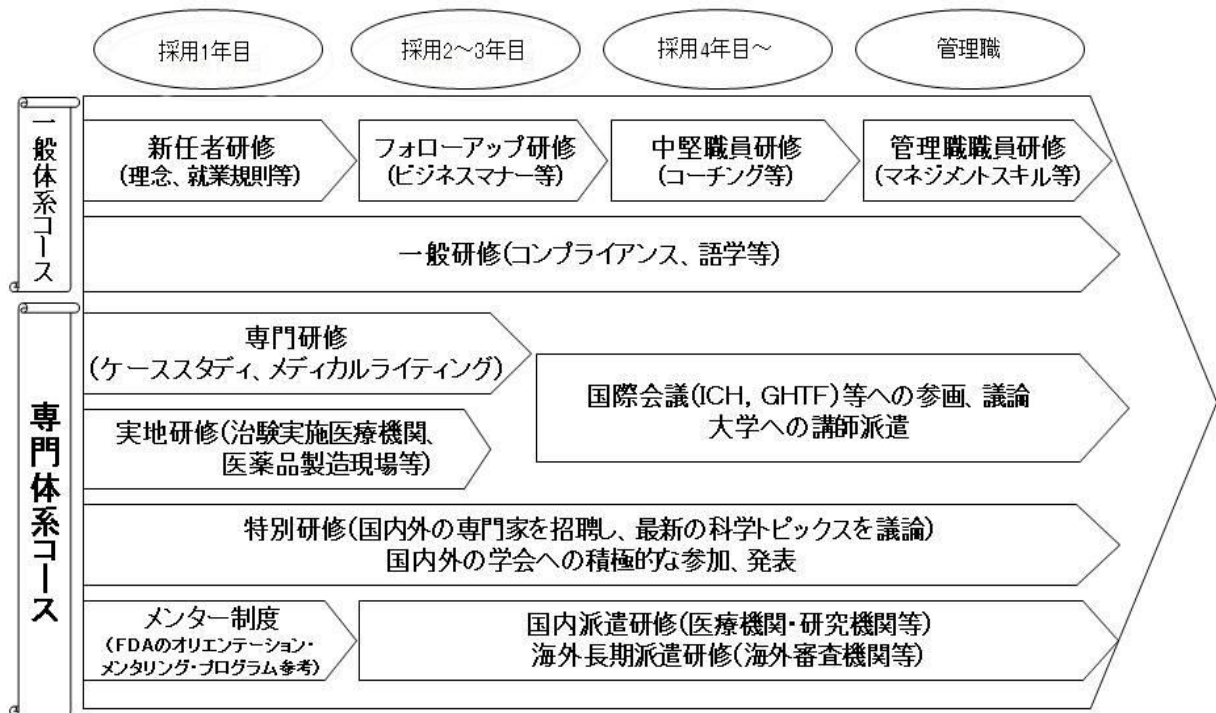 採用1年目
採用2～3年目
採用4年目～
管理職
一般体系コース
新任者研修
(理念、就業規則等)
フォローアップ研修
(ビジネスマナー等)
中堅職員研修
(コーチング等)
管理職職員研修
(マネジメントスキル等)
一般研修(コンプライアンス、語学等)
専門体系コース
専門研修
(ケーススタディ、メディカルライティング)
国際会議(ICH, GHTF)等への参画、議論
大学への講師派遣
実地研修(治験実施医療機関、
医薬品製造現場等)
特別研修(国内外の専門家を招聘し、最新の科学トピックスを議論)
国内外の学会への積極的な参加、発表
メンター制度
(FDAのオリエンテーション・
メンタリング・プログラム参考)
国内派遣研修(医療機関・研究機関等)
海外長期派遣研修(海外審査機関等)